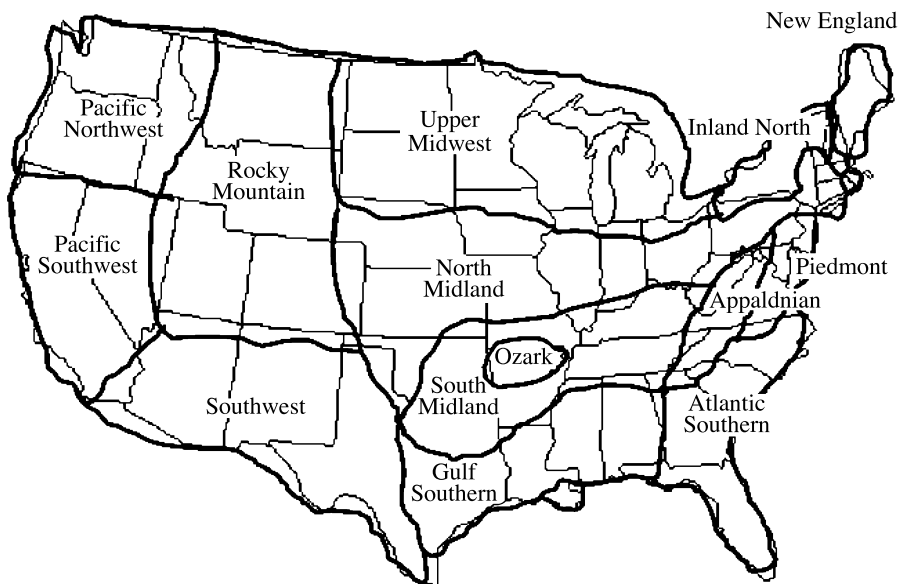 New England
Pacific
Northwest
Upper
Midwest
Inland North
Rocky
Mountain
Pacific
Southwest
North
Midland
Piedmont
Appaldnian
Ozark
South
Midland
Southwest
Atlantic
Southern
Gulf
Southern